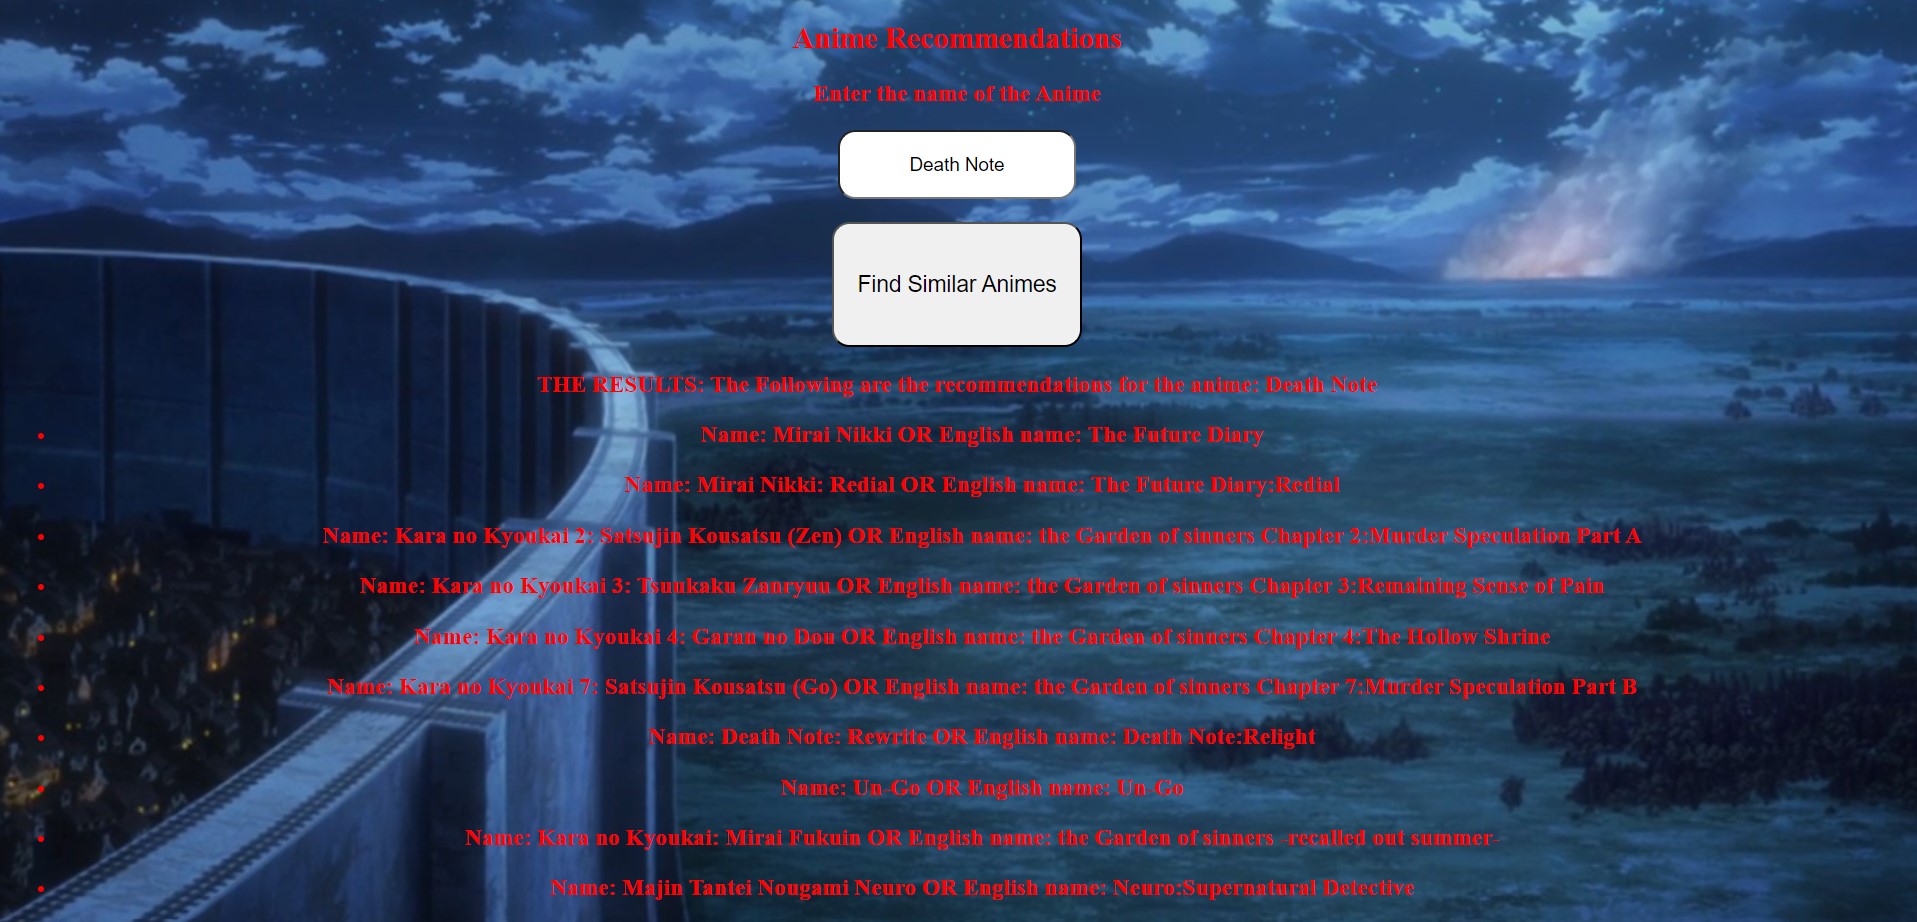 Anime Recommendations
Enter the name of the Anime
Death Note
Find Similar Animes
THE RESULTS: The Following are the recommendations for the anime: Death Note
Name: Mirai Nikki OR English name: The Future Diary
Name: Mirai Nikki: Redial OR English name: The Future Diary:Redial
Name: Kara no Kyoukai 2: Satsujin Kousatsu (Zen) OR English name: the Garden of sinners Chapter 2:Murder Speculation Part A
Name: Kara no Kyoukai 3: Tsuukaku Zanryuu OR English name: the Garden of sinners Chapter 3:Remaining Sense of Pain
Name: Kara no Kyoukai 4: Garan no Dou OR English name: the Garden of sinners Chapter 4:The Hollow Shrine
Name: Kara no Kyoukai 7: Satsujin Kousatsu (Go) OR English name: the Garden of sinners Chapter 7:Murder Speculation Part B
Name: Death Note: Rewrite OR English name: Death Note:Relight
Name: Un-Go OR English name: Un-Go
Name: Kara no Kyoukai: Mirai Fukuin OR English name: the Garden of sinners -recalled out summer-
Name: Majin Tantei Nougami Neuro OR English name: Neuro:Supernatural Detective